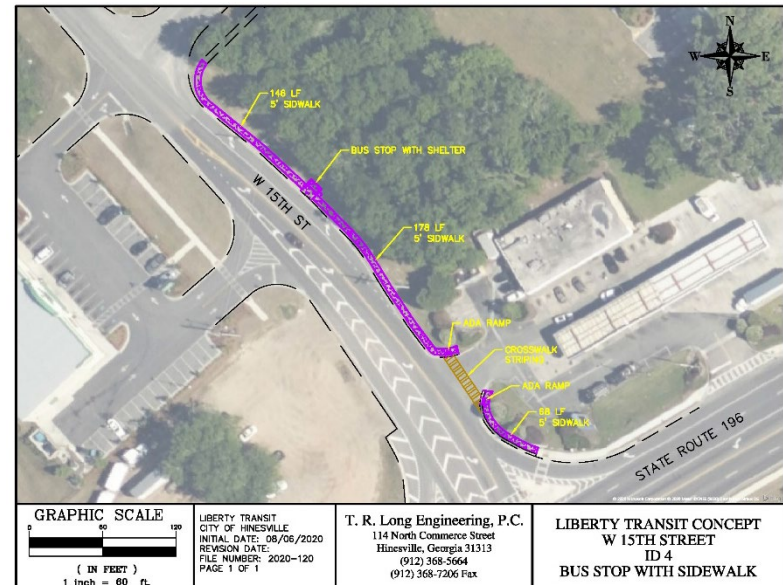 N
W E
S
146 LF
5' SIDWALK
BUS STOP WITH SHELTER
W 15TH ST
178 LF
5' SIDWALK
ADA RAMP
CROSSWALK
STRIPING
ADA RAMP
68 LF
5' SIDWALK
STATE ROUTE 196
GRAPHIC SCALE
0 60 120
( IN FEET )
1 inch = 60 ft.
LIBERTY TRANSIT
CITY OF HINESVILLE
INITIAL DATE: 08/06/2020
REVISION DATE:
FILE NUMBER: 2020-120
PAGE 1 OF 1
T. R. Long Engineering, P.C.
114 North Commerce Street
Hinesville, Georgia 31313
(912) 368-5664
(912) 368-7206 Fax
LIBERTY TRANSIT CONCEPT
W 15TH STREET
ID 4
BUS STOP WITH SIDEWALK